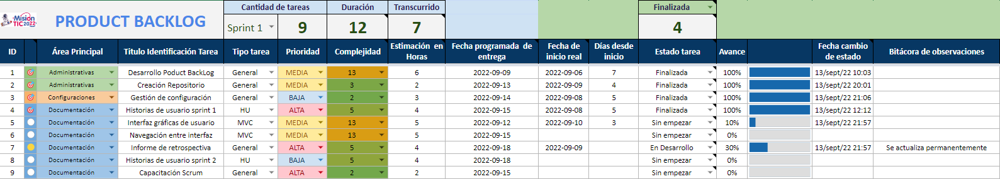 Misión
TIC2022
PRODUCT BACKLOG
Cantidad de tareas Duración Transcurrido Finalizada
Sprint 1 9 12 7 4
ID Área Principal Titulo Identificación Tarea Tipo tarea Prioridad Complejidad Estimación en Horas Fecha programada de entrega Fecha de inicio real Días desde inicio Estado tarea Avance Fecha cambio de estado Bitácora de observaciones
1 Administrativas Desarrollo Poduct BackLog General MEDIA 13 6 2022-09-09 2022-09-06 7 Finalizada 100% 13/sept/22 10:03
2 Administrativas Creación Repositorio General MEDIA 3 2 2022-09-13 2022-09-09 4 Finalizada 100% 13/sept/22 20:01
3 Configuraciones Gestión de configuración General BAJA 2 3 2022-09-14 2022-09-08 5 Finalizada 100% 13/sept/22 21:06
4 Documentación Historias de usuario sprint 1 HU ALTA 5 4 2022-09-15 2022-09-08 5 Finalizada 100% 13/sept/22 12:12
5 Documentación Interfaz gráficas de usuario MVC MEDIA 13 5 2022-09-12 2022-09-10 3 Sin empezar 10% 13/sept/22 21:57
6 Documentación Navegación entre interfaz MVC MEDIA 13 5 2022-09-15 Sin empezar 0%
7 Documentación Informe de retrospectiva General ALTA 5 4 2022-09-18 2022-09-09 En Desarrollo 30% 13/sept/22 21:57 Se actualiza permanentemente
8 Documentación Historias de usuario sprint 2 HU BAJA 5 4 2022-09-18 Sin empezar 0%
9 Documentación Capacitación Scrum General ALTA 2 2 2022-09-15 Sin empezar 0%